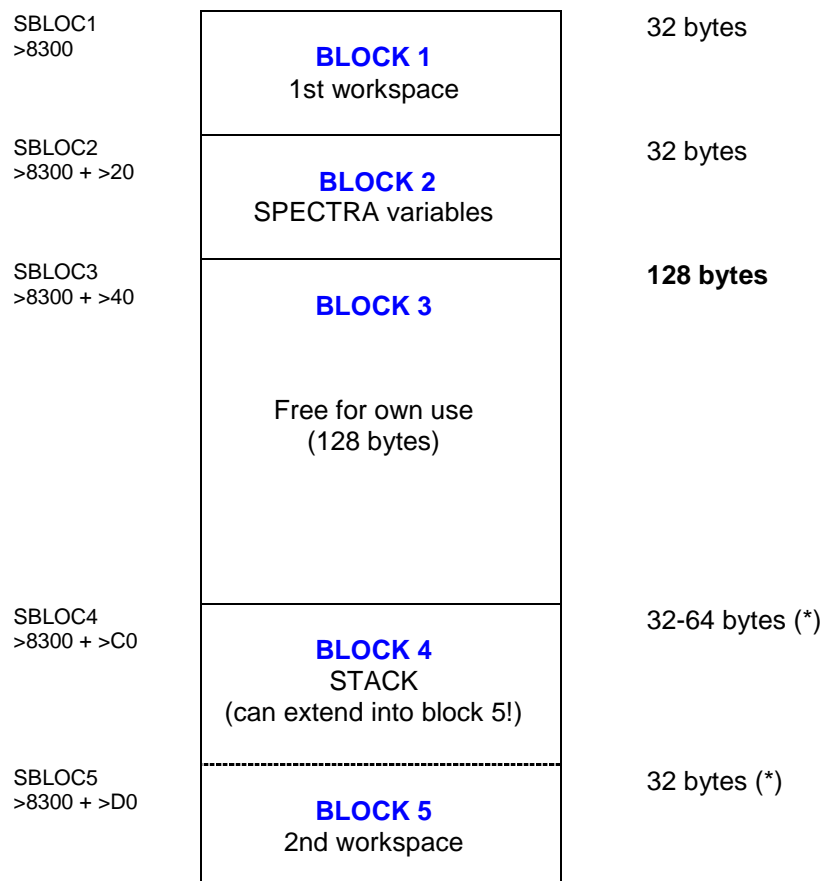 SBLOC1
>8300
BLOCK 1
1st workspace
32 bytes
SBLOC2
>8300 + >20
BLOCK 2
SPECTRA variables
32 bytes
SBLOC3
>8300 + >40
BLOCK 3
Free for own use
(128 bytes)
128 bytes
SBLOC4
>8300 + >C0
BLOCK 4
STACK
(can extend into block 5!)
32-64 bytes (*)
SBLOC5
>8300 + >D0
BLOCK 5
2nd workspace
32 bytes (*)